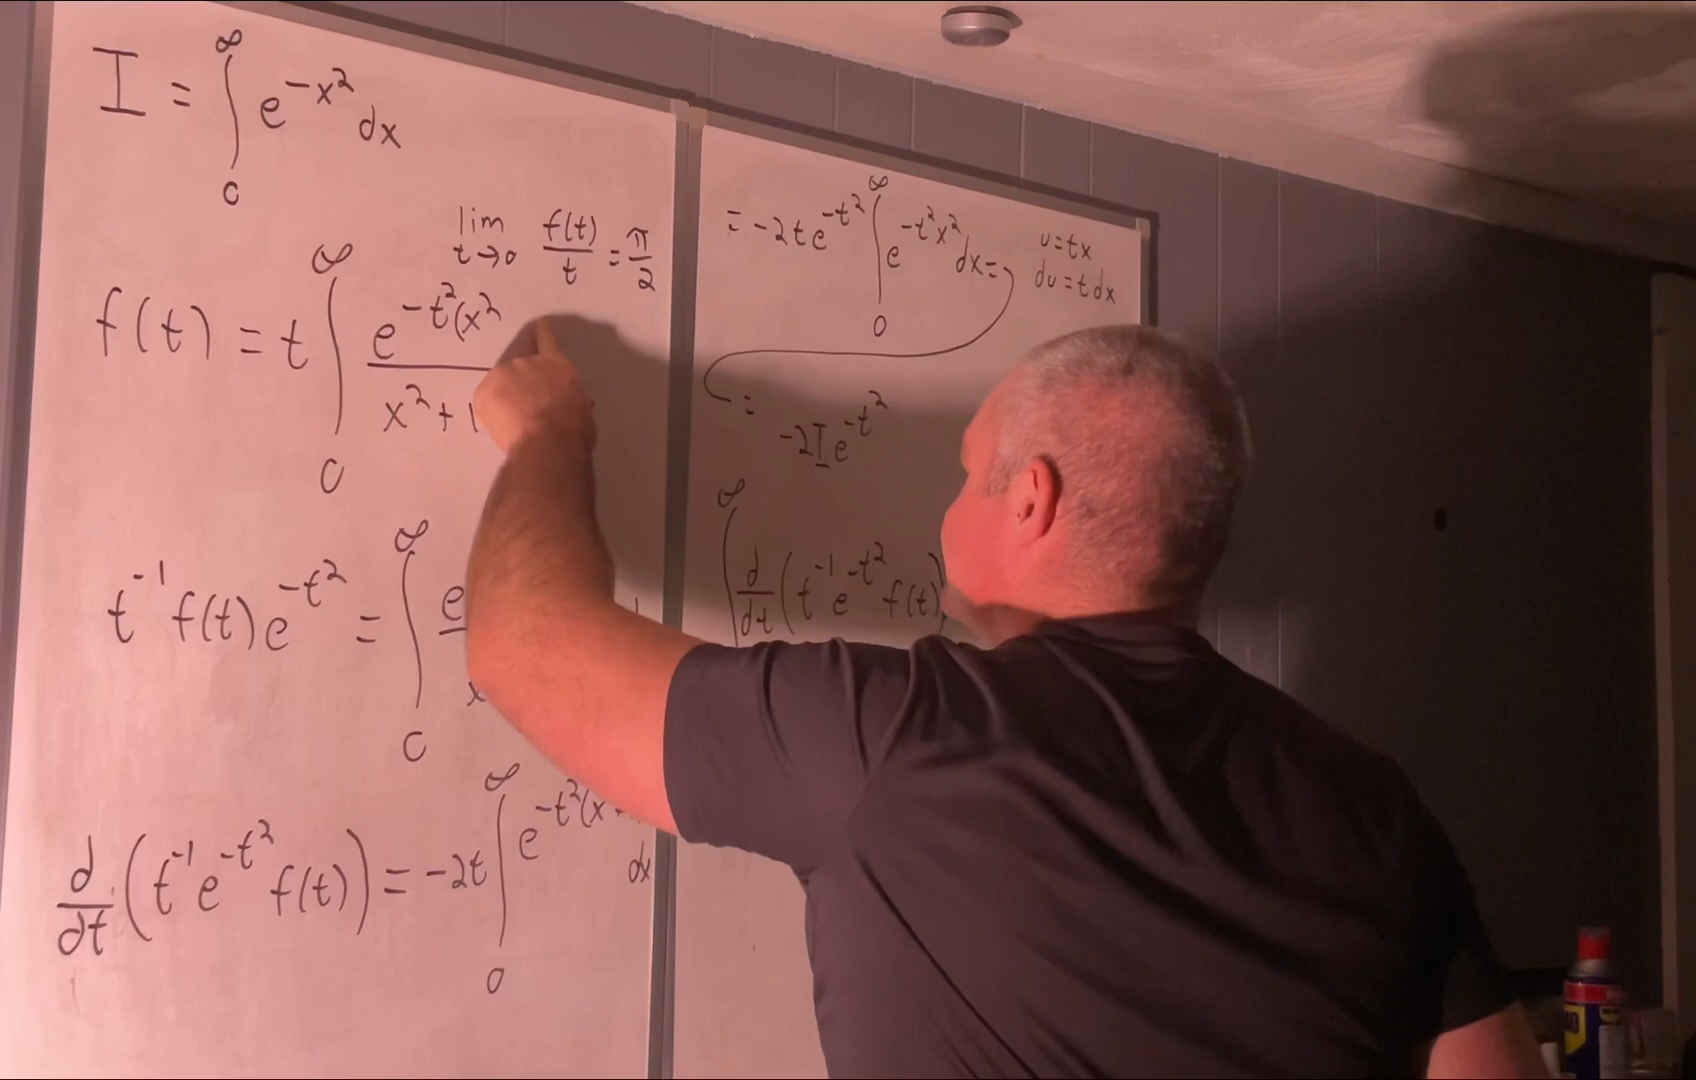 I = ∫₀^∞ e^{-x²} dx
lim_{t→0} f(t)/t = π/2
f(t) = t ∫₀^∞ e^{-t²(x²} / x²+1
t^{-1} f(t) e^{-t²} = ∫₀^∞ e / x
d/dt (t^{-1} e^{-t²} f(t)) = -2t ∫₀^∞ e^{-t²(x} dx
= -2te^{-t²} ∫₀^∞ e^{-t²x²} dx =
u = tx
du = t dx
= -2I e^{-t²}
∫^∞ d/dt (t^{-1} e^{-t²} f(t))